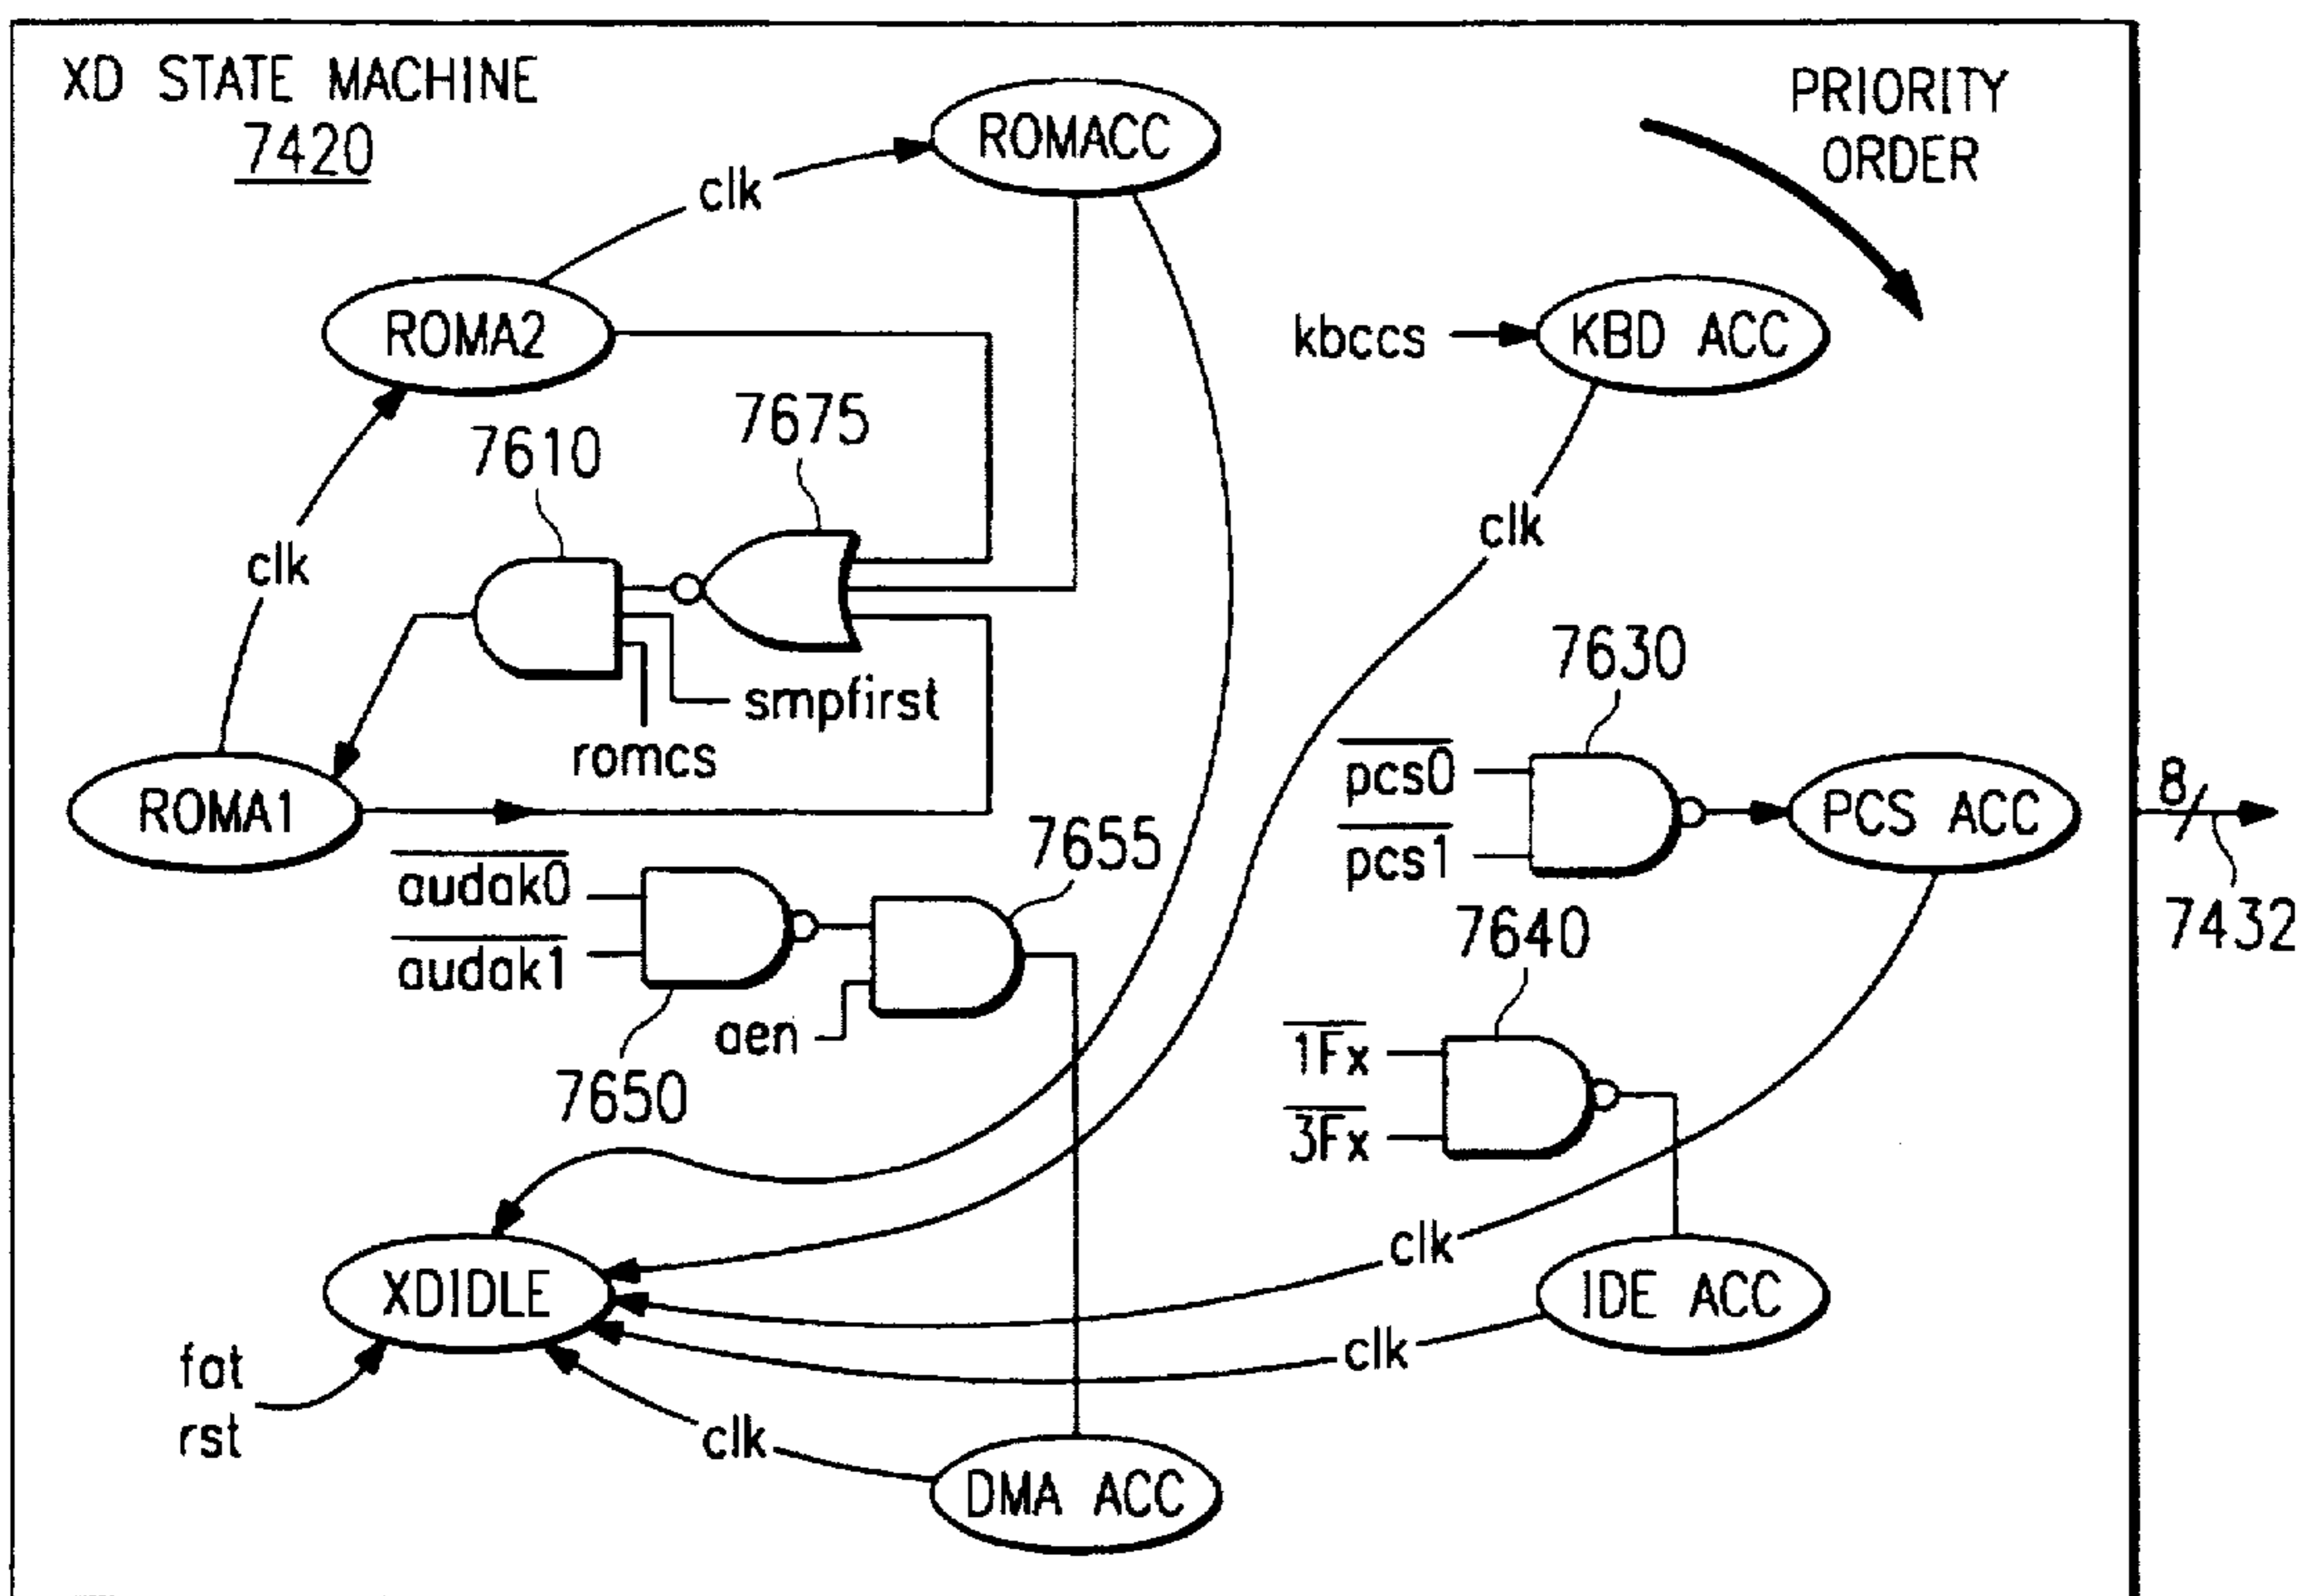 XD STATE MACHINE
7420
PRIORITY
ORDER
ROMACC
clk
ROMA2
kbccs
KBD ACC
7675
7610
clk
clk
smpfirst
romcs
7630
ROMA1
pcs0
pcs1
PCS ACC
8
7432
7655
audak0
audak1
aen
7650
7640
1Fx
3Fx
clk
XDIDLE
IDE ACC
clk
fat
rst
clk
DMA ACC